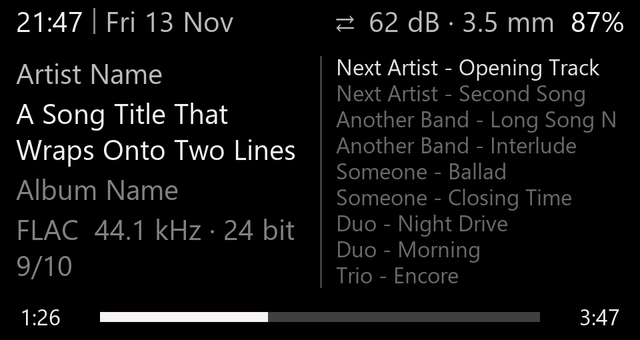 21:47 | Fri 13 Nov
⇄ 62 dB · 3.5 mm 87%
Artist Name
A Song Title That
Wraps Onto Two Lines
Album Name
FLAC 44.1 kHz · 24 bit
9/10
Next Artist - Opening Track
Next Artist - Second Song
Another Band - Long Song N
Another Band - Interlude
Someone - Ballad
Someone - Closing Time
Duo - Night Drive
Duo - Morning
Trio - Encore
1:26
3:47